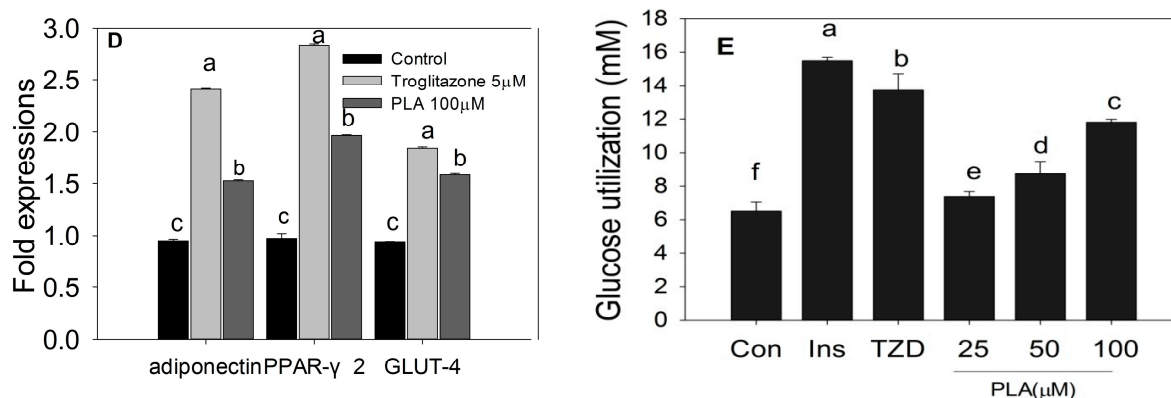 D
Control
Troglitazone 5μM
PLA 100μM
Fold expressions
3.0
2.5
2.0
1.5
1.0
0.5
0.0
c a b
c a b
c a b
adiponectin PPAR-γ 2 GLUT-4
E
Glucose utilization (mM)
18
16
14
12
10
8
6
4
2
0
f a b e d c
Con Ins TZD 25 50 100
PLA(μM)